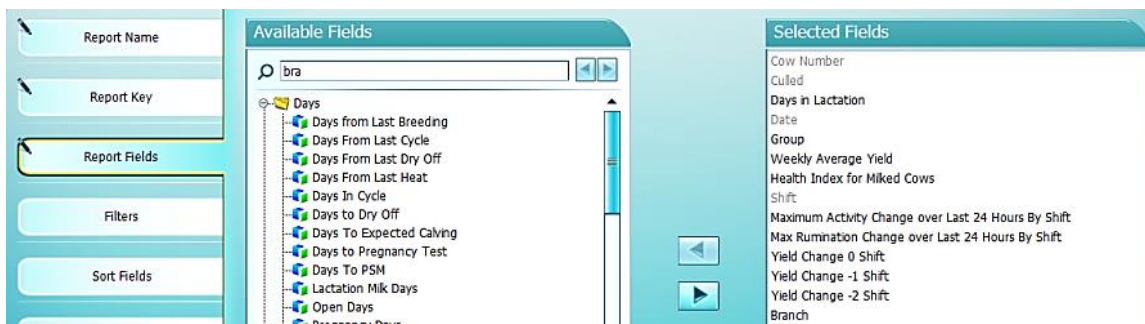 Report Name
Report Key
Report Fields
Filters
Sort Fields
Available Fields
bra
Days
Days from Last Breeding
Days From Last Cycle
Days From Last Dry Off
Days From Last Heat
Days In Cycle
Days to Dry Off
Days To Expected Calving
Days to Pregnancy Test
Days To PSM
Lactation Milk Days
Open Days
Pregnancy Days
Selected Fields
Cow Number
Culled
Days in Lactation
Date
Group
Weekly Average Yield
Health Index for Milked Cows
Shift
Maximum Activity Change over Last 24 Hours By Shift
Max Rumination Change over Last 24 Hours By Shift
Yield Change 0 Shift
Yield Change -1 Shift
Yield Change -2 Shift
Branch